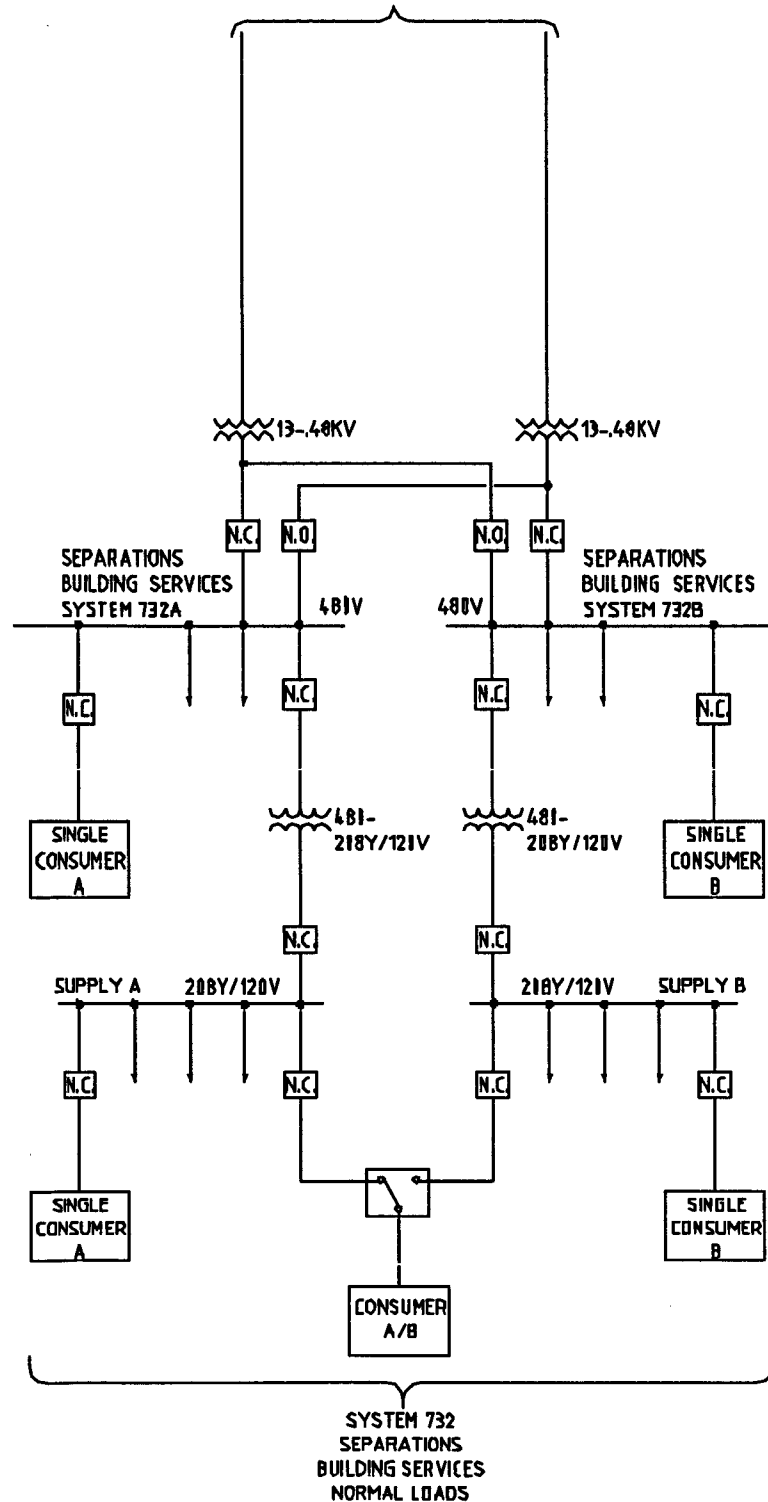 13-.48KV
13-.48KV
N.C.
N.O.
N.O.
N.C.
SEPARATIONS
BUILDING SERVICES
SYSTEM 732A
480V
480V
SEPARATIONS
BUILDING SERVICES
SYSTEM 732B
N.C.
N.C.
N.C.
N.C.
SINGLE
CONSUMER
A
480-
208Y/120V
480-
208Y/120V
SINGLE
CONSUMER
B
N.C.
N.C.
SUPPLY A
208Y/120V
208Y/120V
SUPPLY B
N.C.
N.C.
N.C.
N.C.
SINGLE
CONSUMER
A
SINGLE
CONSUMER
B
CONSUMER
A/B
SYSTEM 732
SEPARATIONS
BUILDING SERVICES
NORMAL LOADS